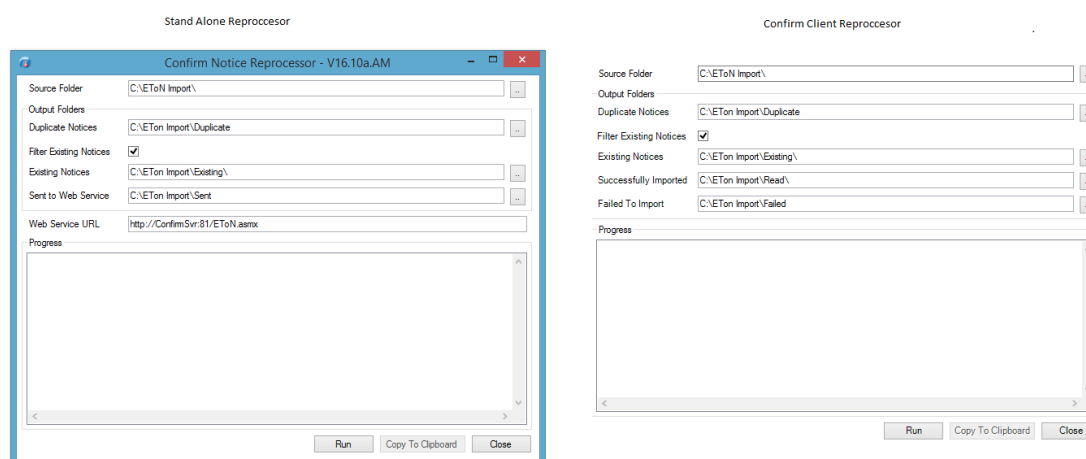 Stand Alone Reproccesor
Confirm Notice Reprocessor - V16.10a.AM
Source Folder C:\EToN Import\ ..
Output Folders
Duplicate Notices C:\ETon Import\Duplicate ..
Filter Existing Notices
Existing Notices C:\ETon Import\Existing\ ..
Sent to Web Service C:\ETon Import\Sent ..
Web Service URL http://ConfirmSvr:81/EToN.asmx
Progress
Run Copy To Clipboard Close
Confirm Client Reproccesor
.
Source Folder C:\EToN Import\
Output Folders
Duplicate Notices C:\ETon Import\Duplicate
Filter Existing Notices
Existing Notices C:\ETon Import\Existing\
Successfully Imported C:\ETon Import\Read\
Failed To Import C:\ETon Import\Failed
Progress
Run Copy To Clipboard Close